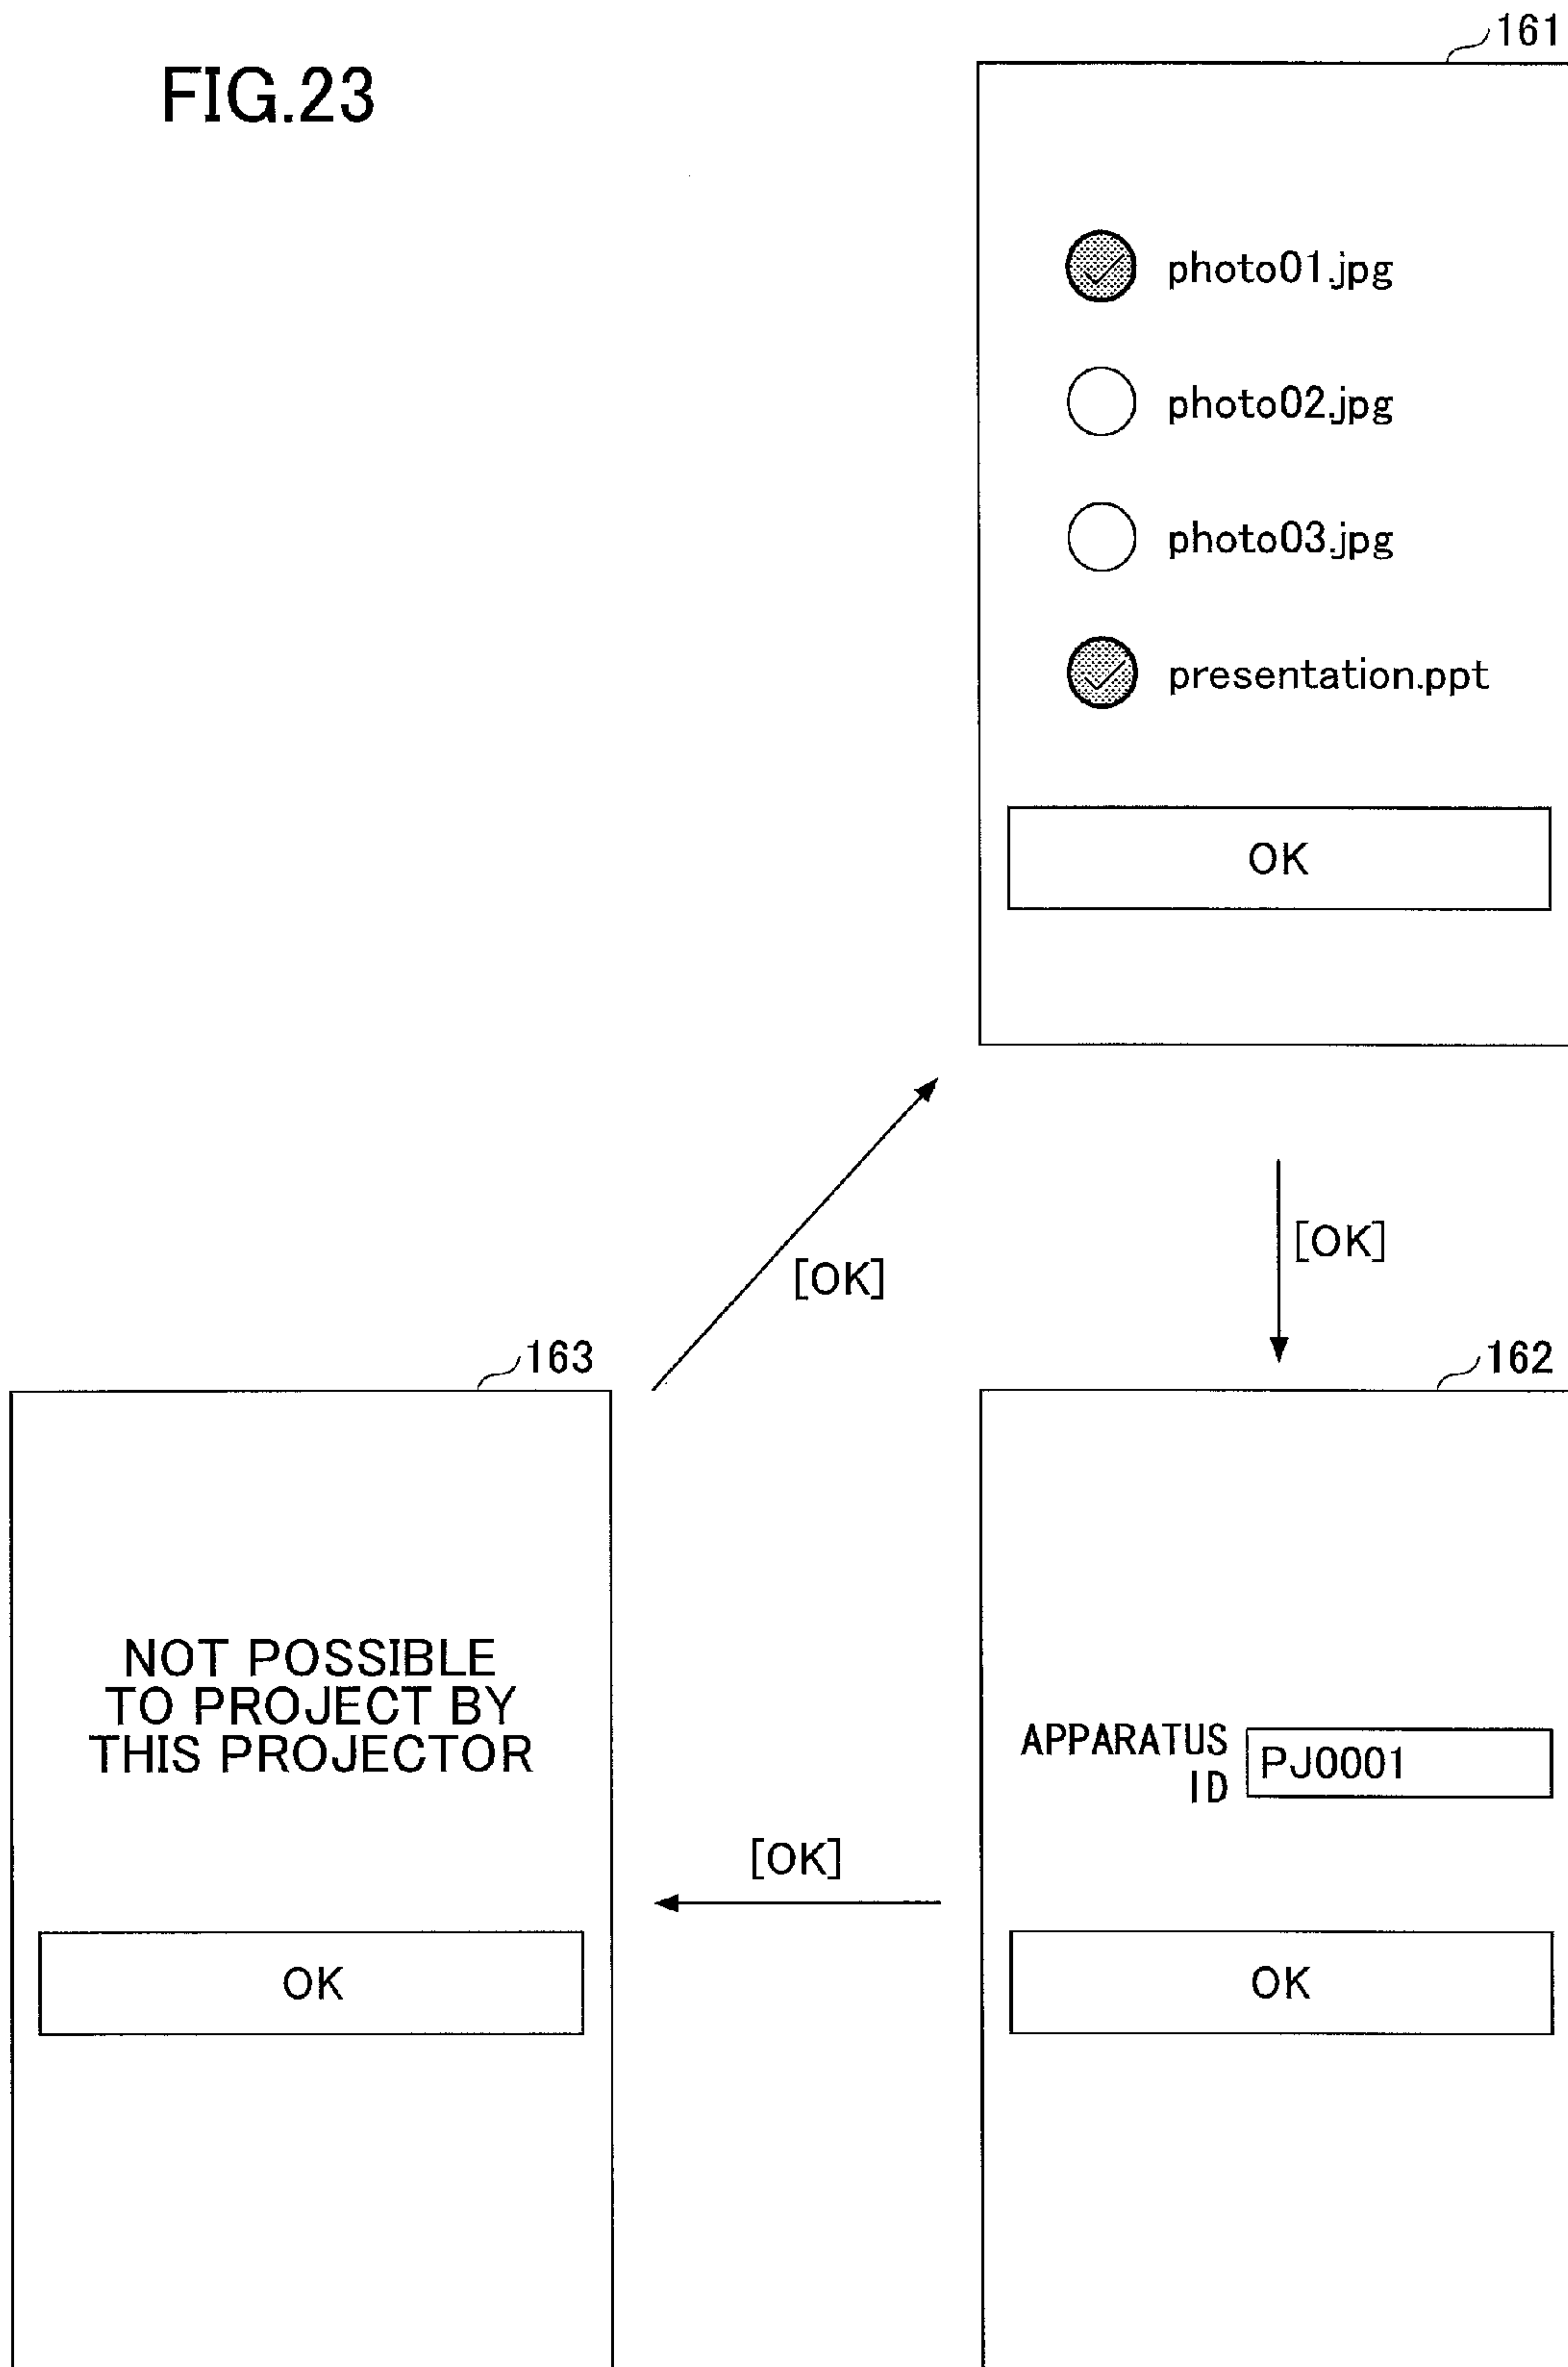 FIG.23
161
photo01.jpg
photo02.jpg
photo03.jpg
presentation.ppt
OK
[OK]
[OK]
163
NOT POSSIBLE
TO PROJECT BY
THIS PROJECTOR
OK
[OK]
162
APPARATUS
ID
PJ0001
OK